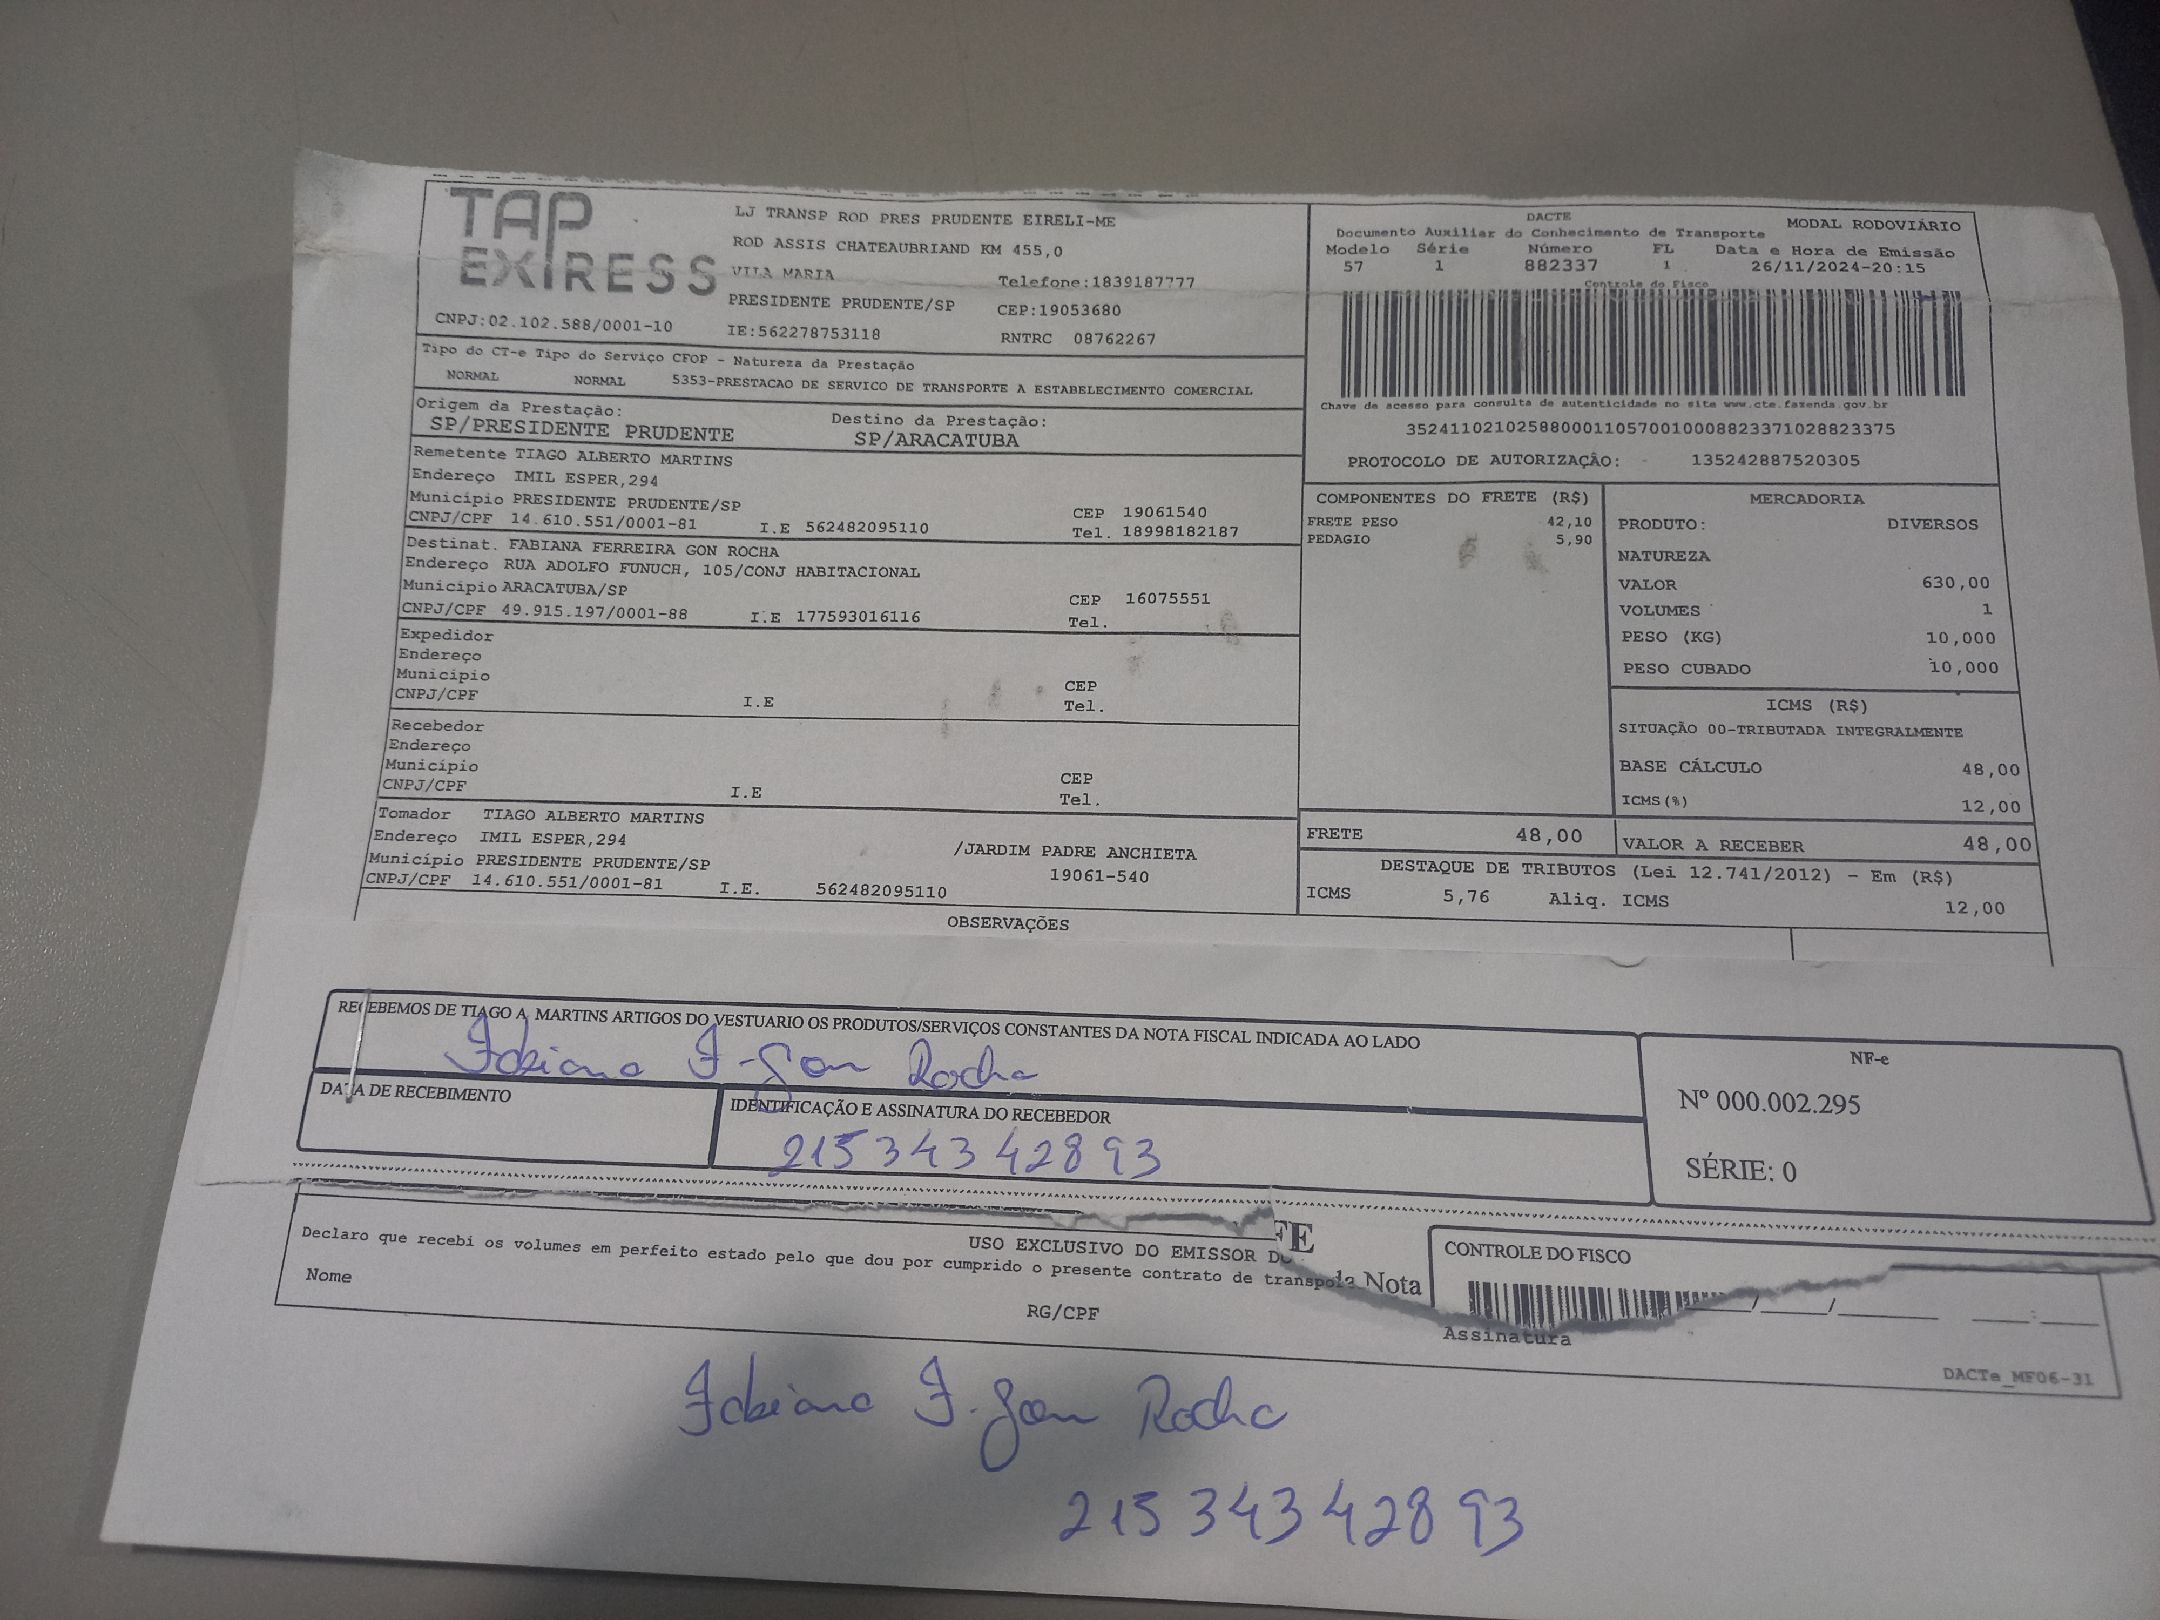 TAP EXPRESS
LJ TRANSP ROD PRES PRUDENTE EIRELI-ME
ROD ASSIS CHATEAUBRIAND KM 455,0
VILA MARIA Telefone:1839187777
PRESIDENTE PRUDENTE/SP CEP:19053680
CNPJ:02.102.588/0001-10 IE:562278753118 RNTRC 08762267
DACTE MODAL RODOVIÁRIO
Documento Auxiliar do Conhecimento de Transporte
Modelo Série Número FL Data e Hora de Emissão
57 1 882337 1 26/11/2024-20:15
Controle do Fisco
Chave de acesso para consulta de autenticidade no site www.cte.fazenda.gov.br
35241102102588000110570010008823371028823375
PROTOCOLO DE AUTORIZAÇÃO: 135242887520305
Tipo do CT-e Tipo do Serviço CFOP - Natureza da Prestação
NORMAL NORMAL 5353-PRESTACAO DE SERVICO DE TRANSPORTE A ESTABELECIMENTO COMERCIAL
Origem da Prestação: Destino da Prestação:
SP/PRESIDENTE PRUDENTE SP/ARACATUBA
Remetente TIAGO ALBERTO MARTINS
Endereço IMIL ESPER,294
Município PRESIDENTE PRUDENTE/SP CEP 19061540
CNPJ/CPF 14.610.551/0001-81 I.E 562482095110 Tel. 18998182187
Destinat. FABIANA FERREIRA GON ROCHA
Endereço RUA ADOLFO FUNUCH, 105/CONJ HABITACIONAL
Município ARACATUBA/SP CEP 16075551
CNPJ/CPF 49.915.197/0001-88 I.E 177593016116 Tel.
Expedidor
Endereço
Município CEP
CNPJ/CPF I.E Tel.
Recebedor
Endereço
Município CEP
CNPJ/CPF I.E Tel.
Tomador TIAGO ALBERTO MARTINS
Endereço IMIL ESPER,294 /JARDIM PADRE ANCHIETA
Município PRESIDENTE PRUDENTE/SP 19061-540
CNPJ/CPF 14.610.551/0001-81 I.E. 562482095110
COMPONENTES DO FRETE (R$)
FRETE PESO 42,10
PEDAGIO 5,90
MERCADORIA
PRODUTO: DIVERSOS
NATUREZA
VALOR 630,00
VOLUMES 1
PESO (KG) 10,000
PESO CUBADO 10,000
ICMS (R$)
SITUAÇÃO 00-TRIBUTADA INTEGRALMENTE
BASE CÁLCULO 48,00
ICMS(%) 12,00
FRETE 48,00 VALOR A RECEBER 48,00
DESTAQUE DE TRIBUTOS (Lei 12.741/2012) - Em (R$)
ICMS 5,76 Aliq. ICMS 12,00
OBSERVAÇÕES
RECEBEMOS DE TIAGO A MARTINS ARTIGOS DO VESTUARIO OS PRODUTOS/SERVIÇOS CONSTANTES DA NOTA FISCAL INDICADA AO LADO
Fabiana F. Gon Rocha
DATA DE RECEBIMENTO IDENTIFICAÇÃO E ASSINATURA DO RECEBEDOR
215 343 428 93
NF-e
Nº 000.002.295
SÉRIE: 0
FE
USO EXCLUSIVO DO EMISSOR
Declaro que recebi os volumes em perfeito estado pelo que dou por cumprido o presente contrato de
Nota
CONTROLE DO FISCO
Nome RG/CPF Assinatura
DACTe_MF06-31
Fabiana F. Gon Rocha
215 343 428 93